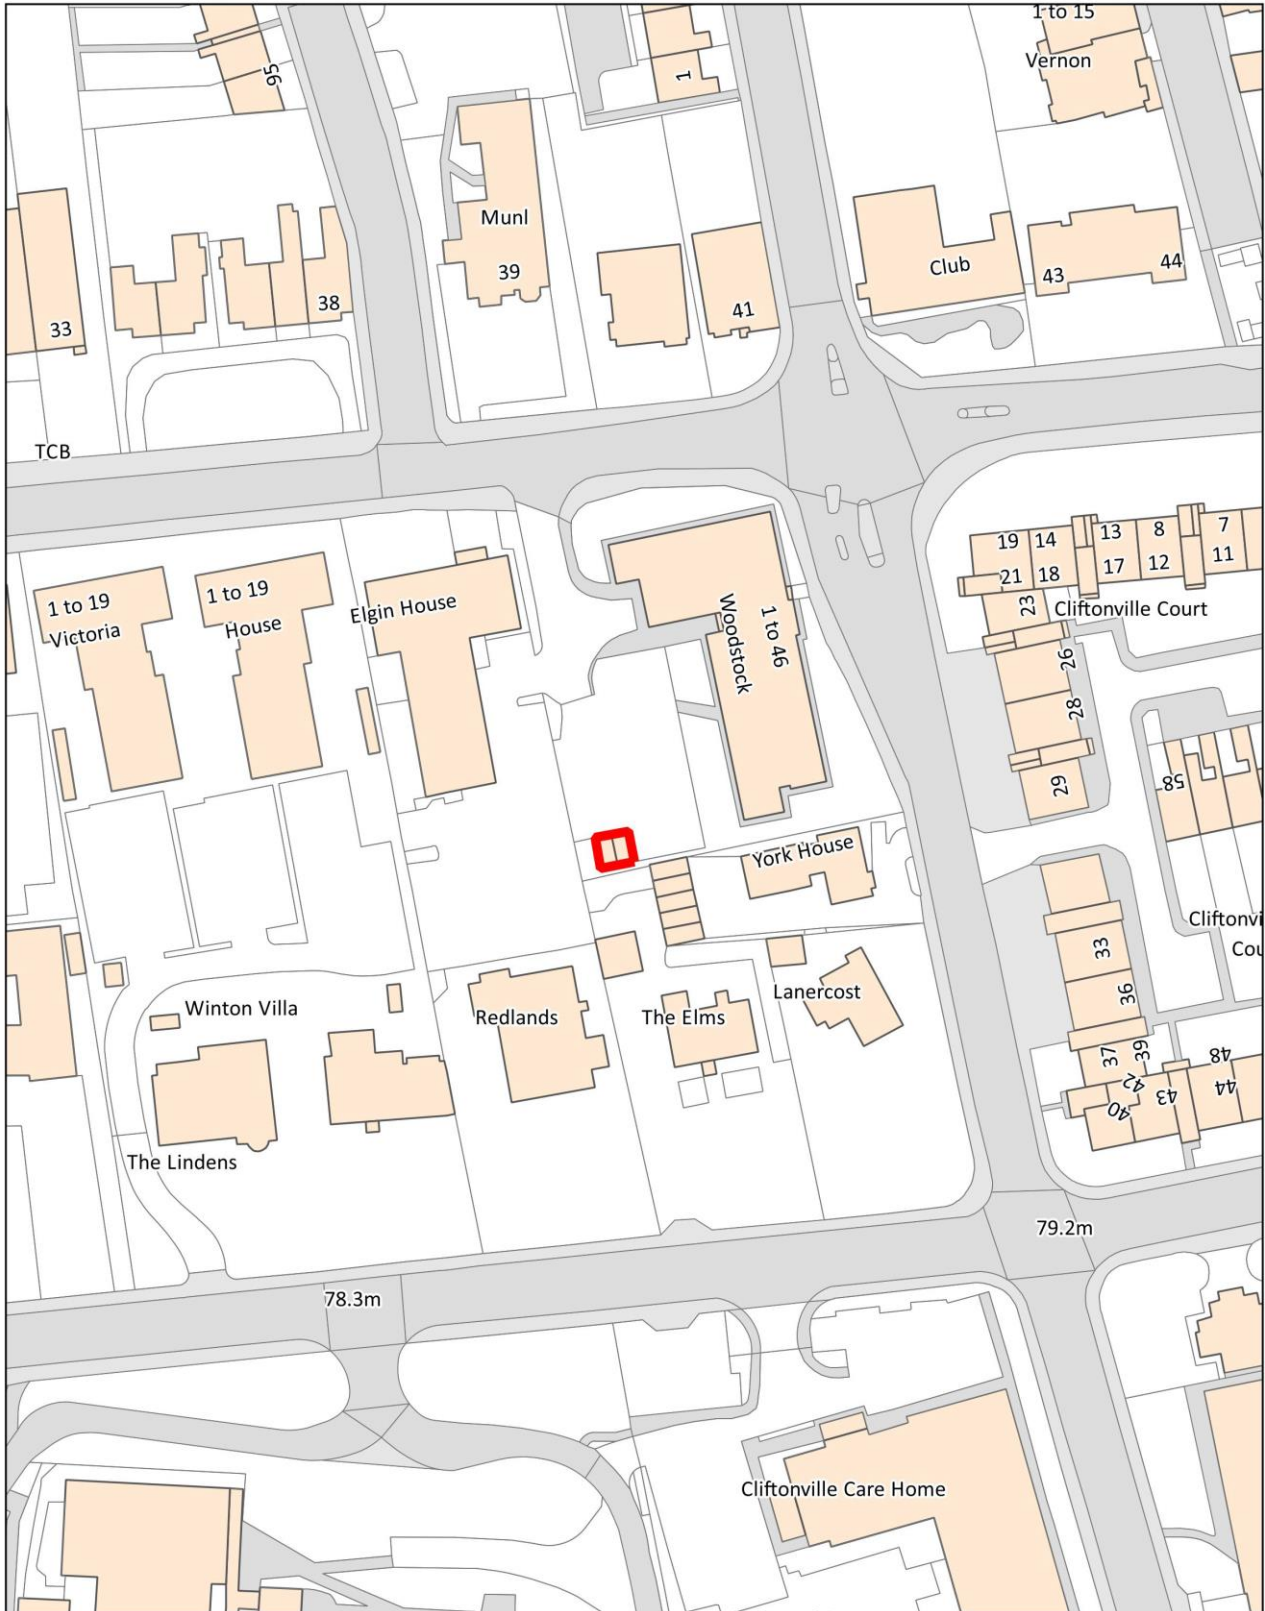 1 to 15
Vernon
95
1
Munl
39
38
33
41
Club
43
44
TCB
1 to 19
Victoria
1 to 19
House
Elgin House
Woodstock
1 to 46
19
14
13
8
7
21
18
17
12
11
23
Cliftonville Court
26
28
29
58
York House
Cliftonvi
Cou
33
36
Winton Villa
Redlands
The Elms
Lanercost
37
39
42
40
43
48
44
The Lindens
79.2m
78.3m
Cliftonville Care Home